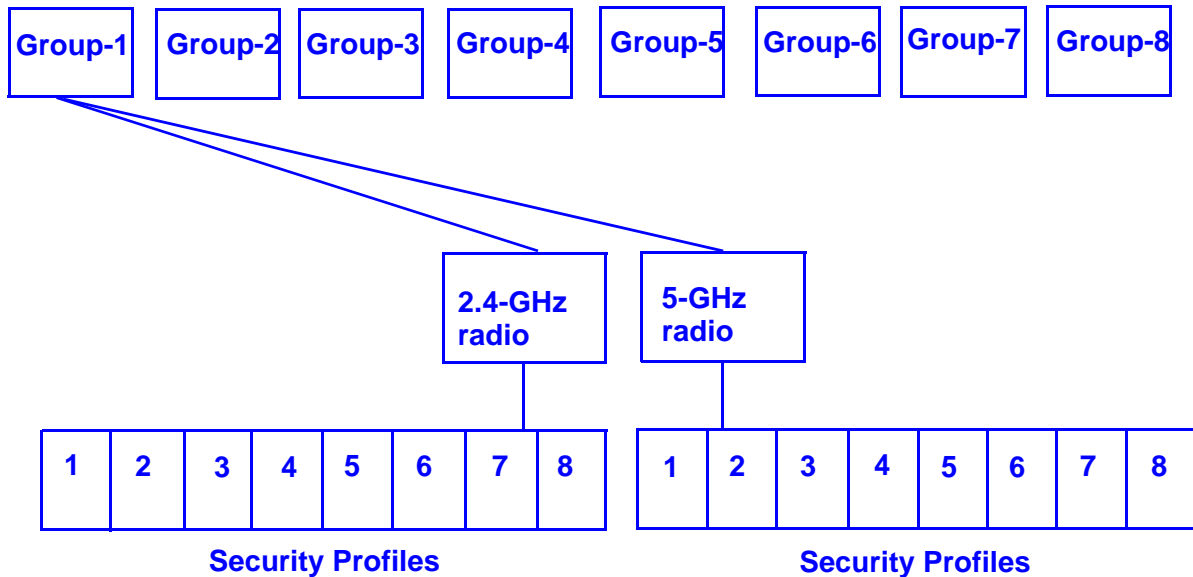 Group-1 Group-2 Group-3 Group-4 Group-5 Group-6 Group-7 Group-8
2.4-GHz
radio
5-GHz
radio
1 2 3 4 5 6 7 8
1 2 3 4 5 6 7 8
Security Profiles
Security Profiles